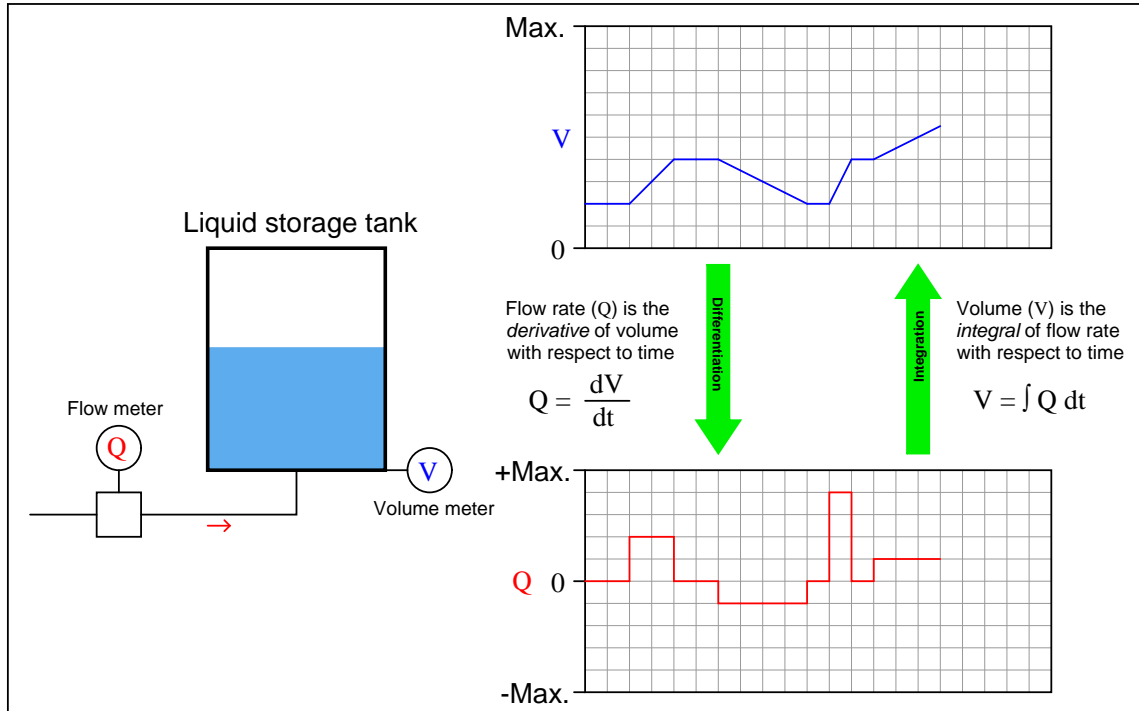 Max.
V
0
Liquid storage tank
Flow meter
Q
V
Volume meter
Flow rate (Q) is the
derivative of volume
with respect to time
Q = dV
dt
Differentiation
Integration
Volume (V) is the
integral of flow rate
with respect to time
V = ∫ Q dt
+Max.
Q 0
-Max.